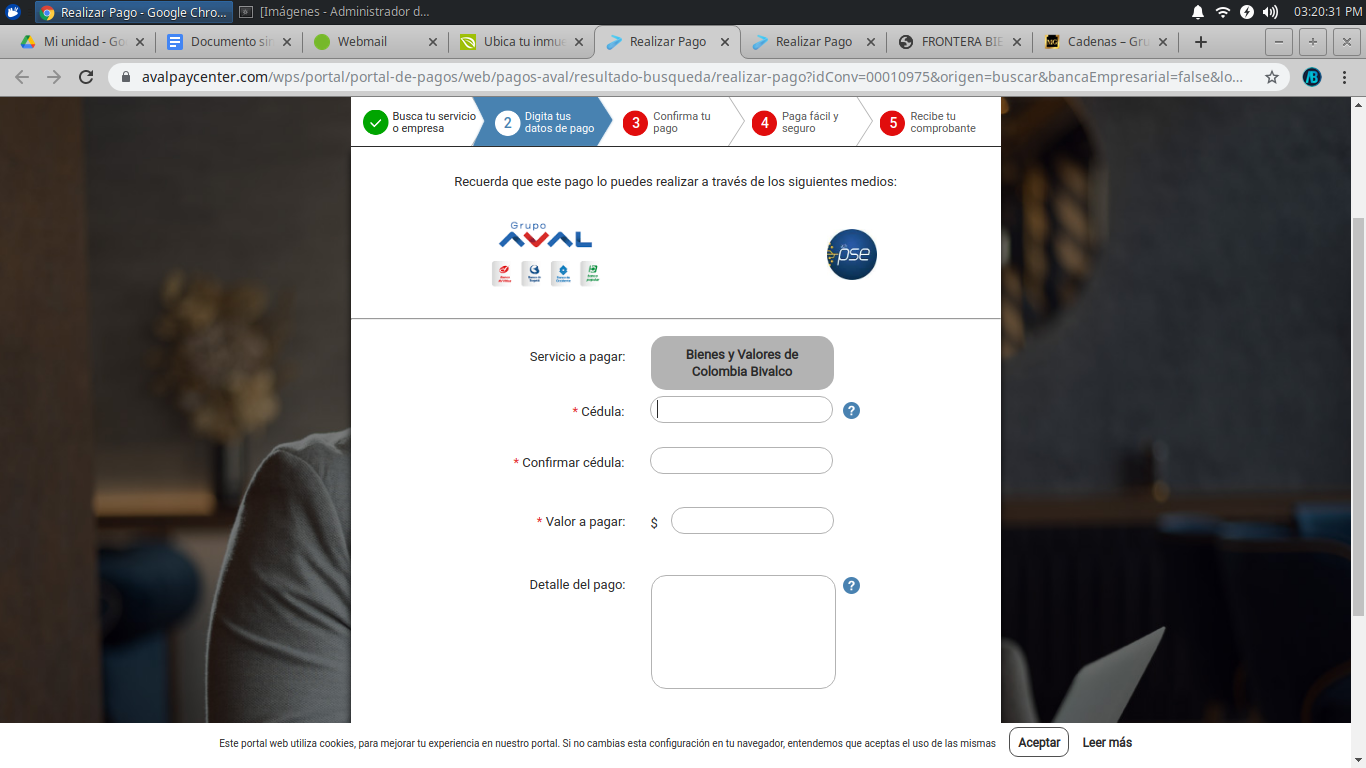 Realizar Pago - Google Chro...
[Imágenes - Administrador d...
03:20:31 PM
Mi unidad - Go
Documento sin
Webmail
Ubica tu inmue
Realizar Pago
Realizar Pago
FRONTERA BIE
Cadenas – Gru
avalpaycenter.com/wps/portal/portal-de-pagos/web/pagos-aval/resultado-busqueda/realizar-pago?idConv=00010975&origen=buscar&bancaEmpresarial=false&lo...
Busca tu servicio
o empresa
2
Digita tus
datos de pago
3
Confirma tu
pago
4
Paga fácil y
seguro
5
Recibe tu
comprobante
Recuerda que este pago lo puedes realizar a través de los siguientes medios:
Grupo
AVAL
pse
Servicio a pagar:
Bienes y Valores de
Colombia Bivalco
* Cédula:
?
* Confirmar cédula:
* Valor a pagar:
$
Detalle del pago:
?
Este portal web utiliza cookies, para mejorar tu experiencia en nuestro portal. Si no cambias esta configuración en tu navegador, entendemos que aceptas el uso de las mismas
Aceptar
Leer más